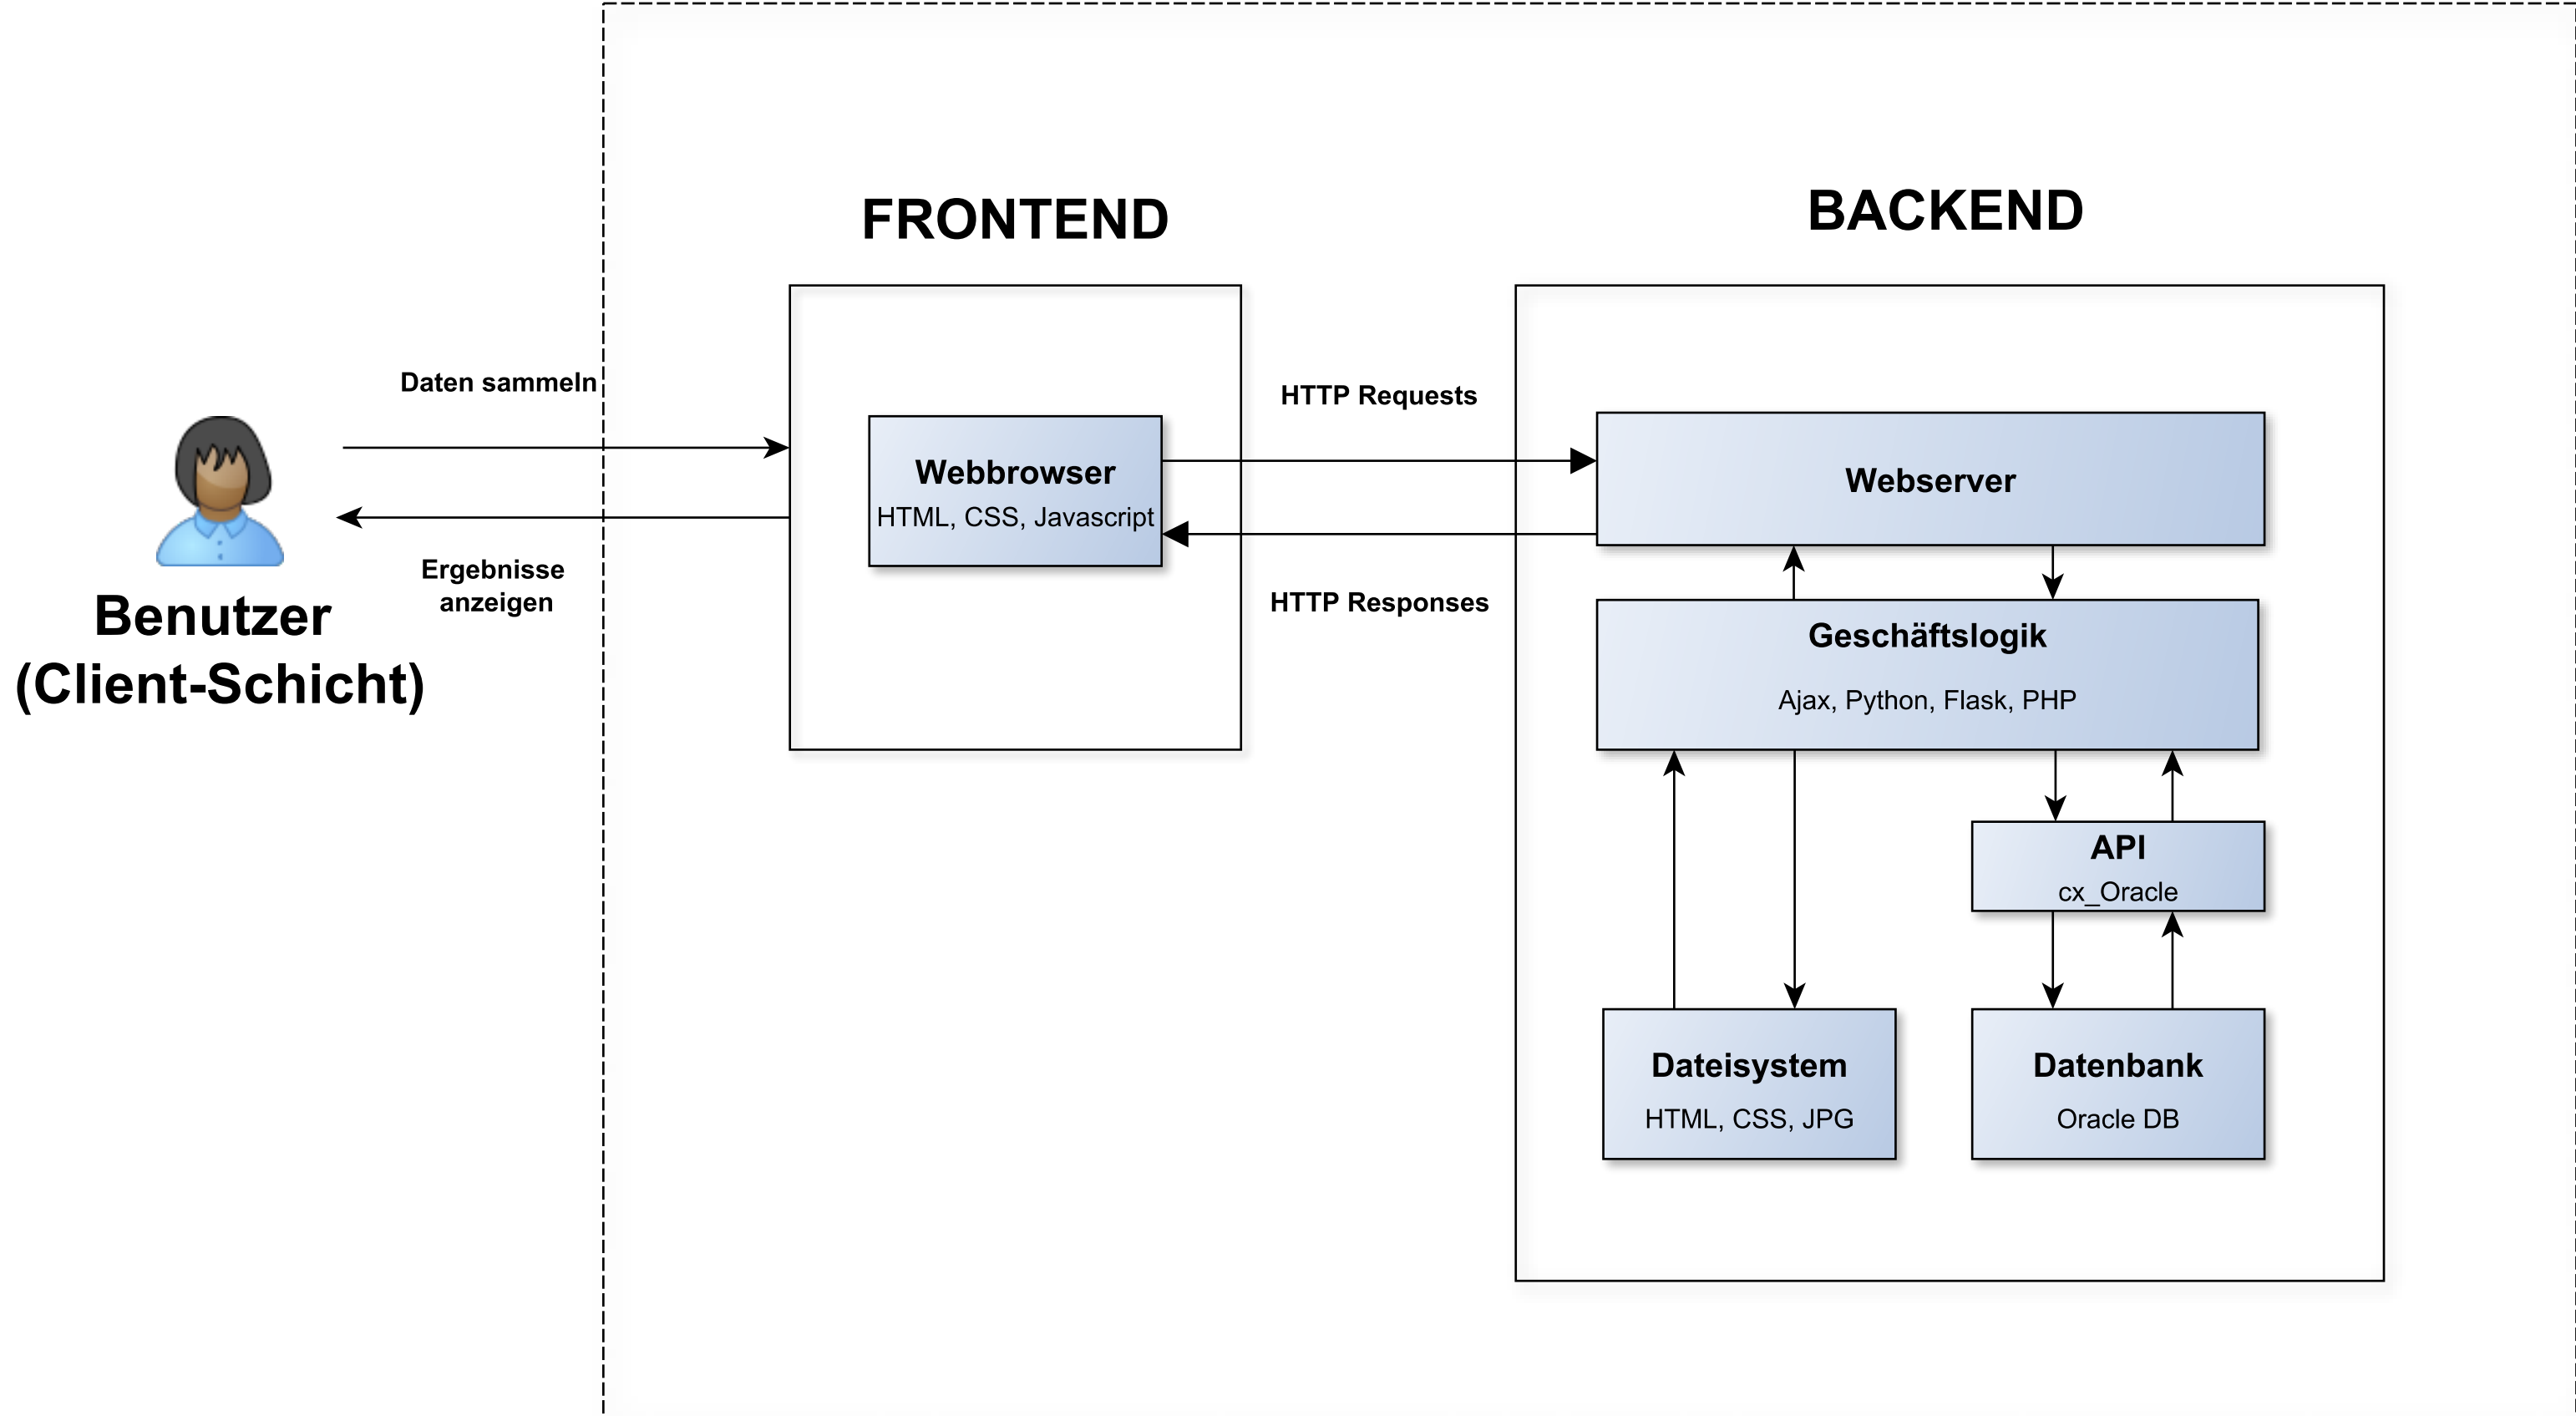 FRONTEND
BACKEND
Daten sammeln
HTTP Requests
Webbrowser
HTML, CSS, Javascript
Webserver
Ergebnisse
anzeigen
HTTP Responses
Benutzer
(Client-Schicht)
Geschäftslogik
Ajax, Python, Flask, PHP
API
cx_Oracle
Dateisystem
HTML, CSS, JPG
Datenbank
Oracle DB